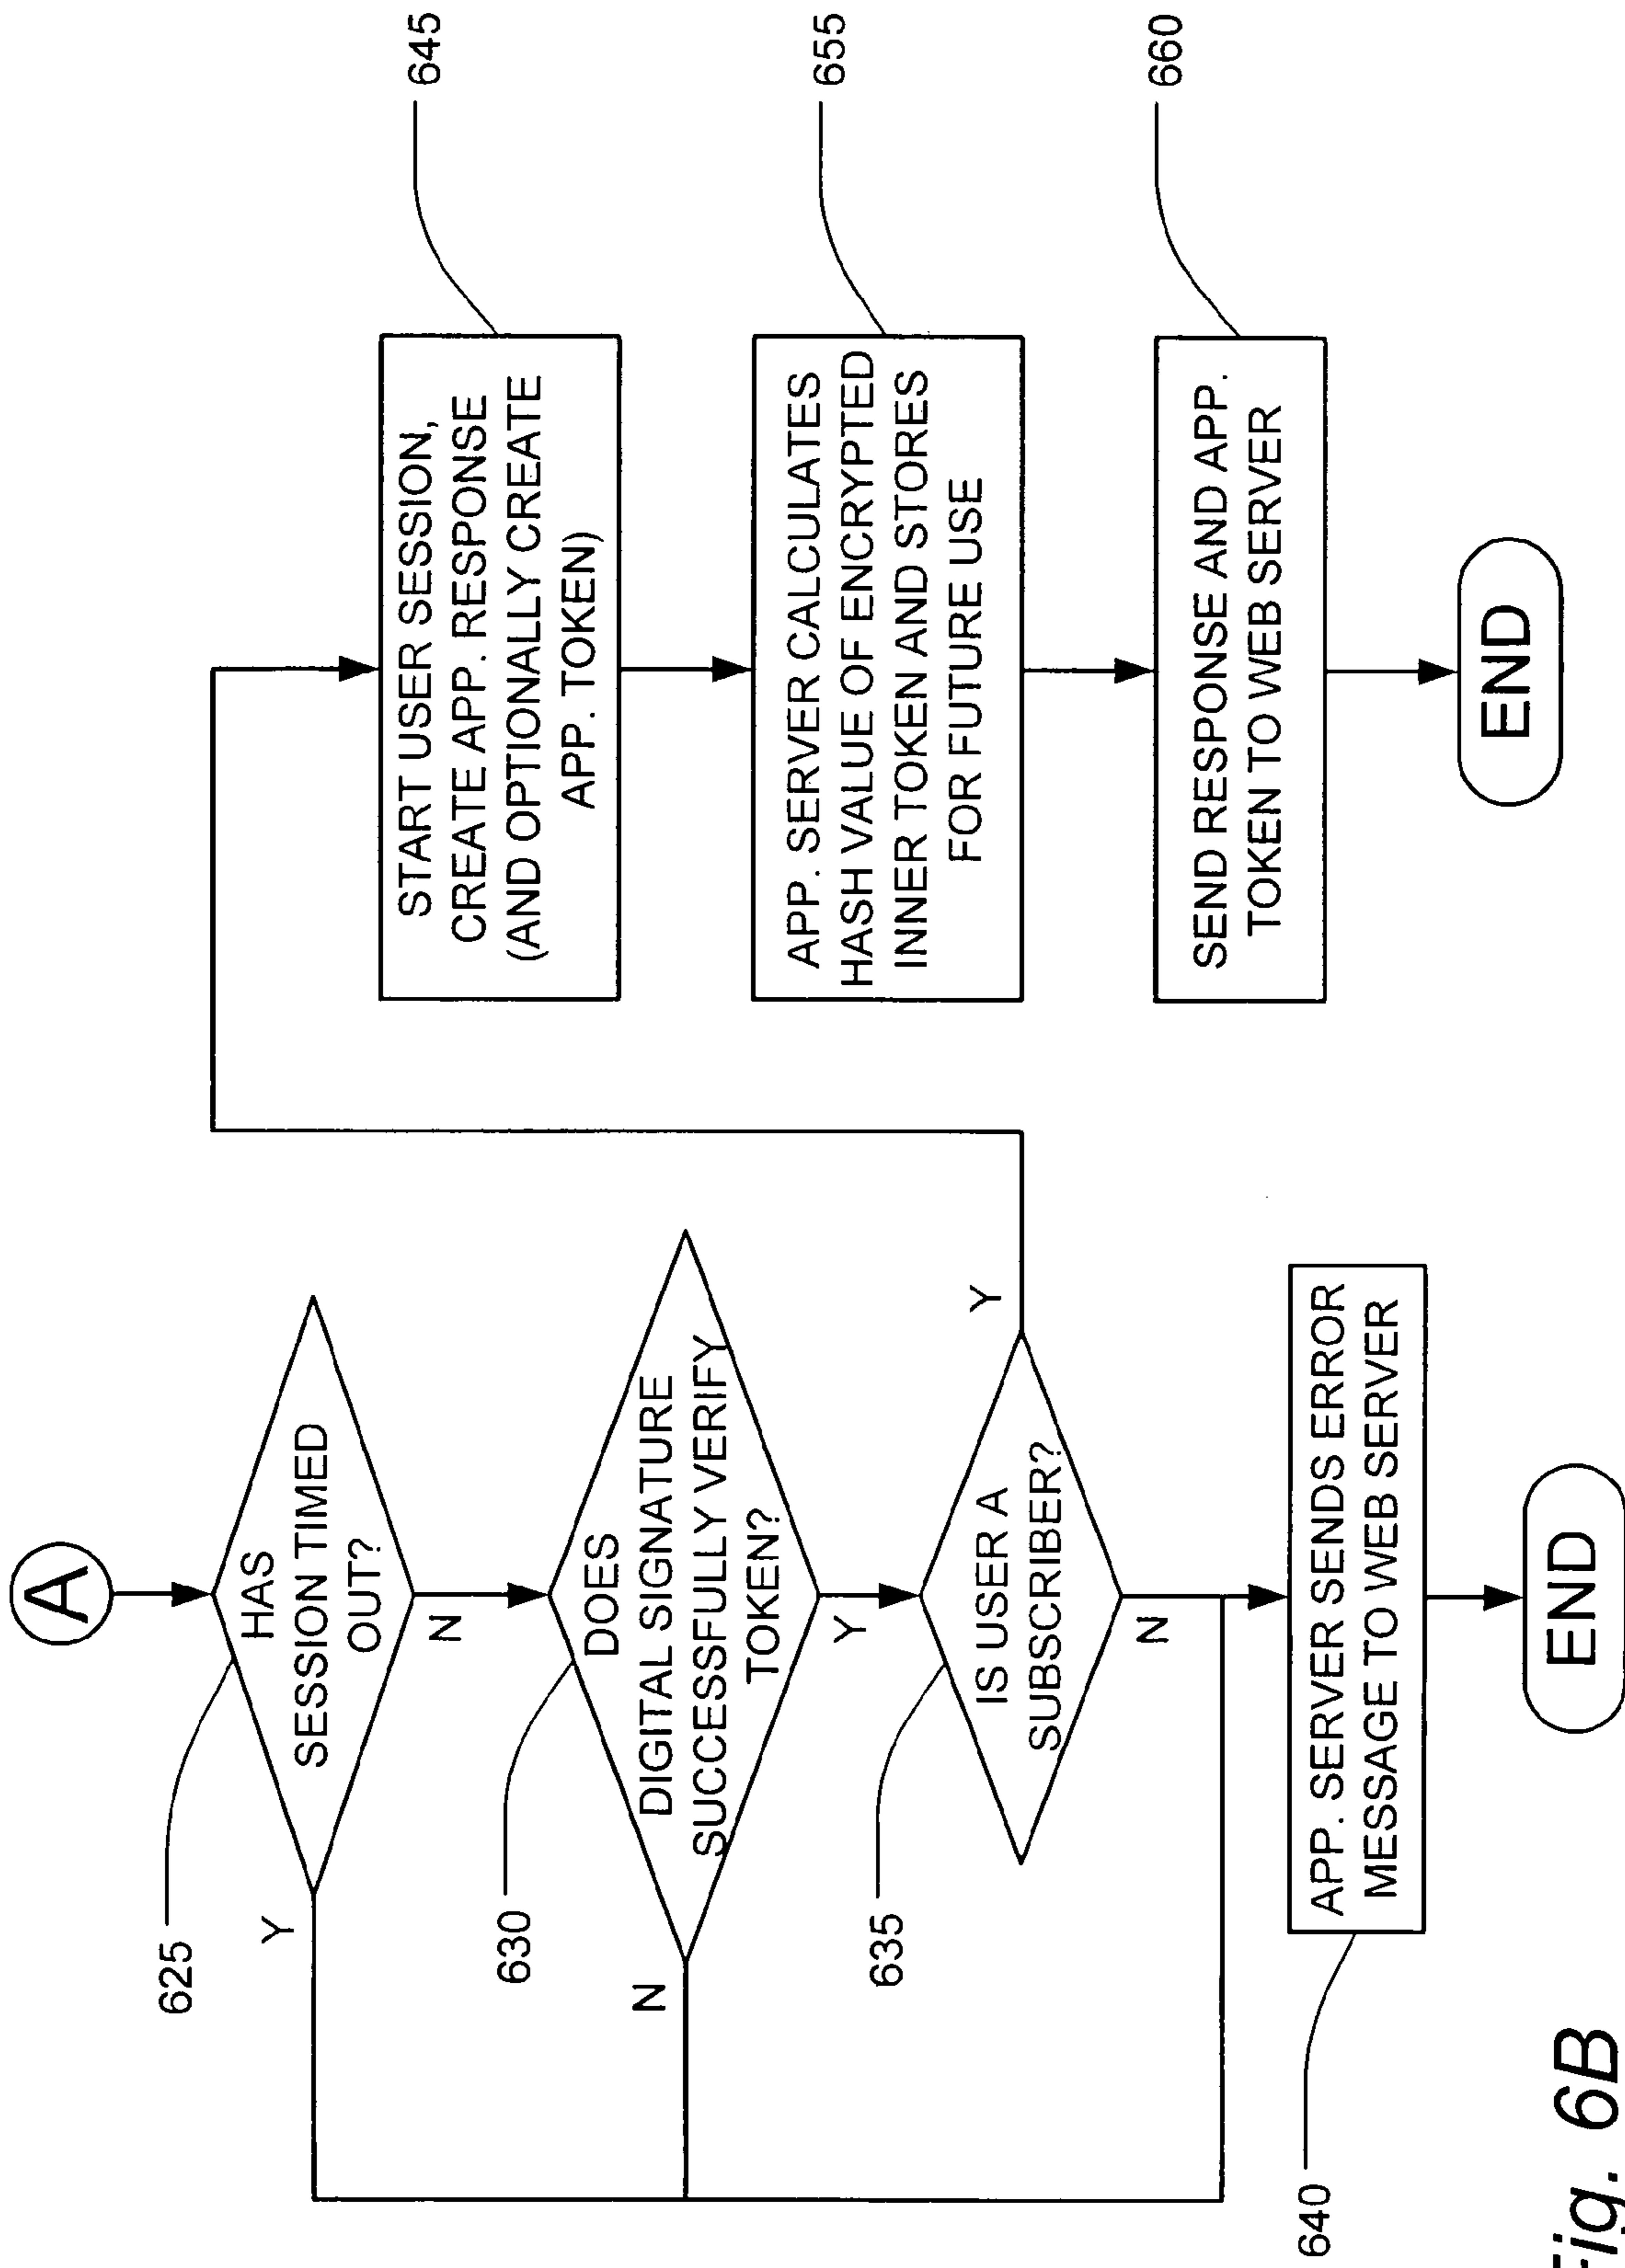 A
625
HAS
SESSION TIMED
OUT?
Y
N
630
DOES
DIGITAL SIGNATURE
SUCCESSFULLY VERIFY
TOKEN?
N
Y
635
IS USER A
SUBSCRIBER?
Y
N
640
APP. SERVER SENDS ERROR
MESSAGE TO WEB SERVER
END
645
START USER SESSION,
CREATE APP. RESPONSE
(AND OPTIONALLY CREATE
APP. TOKEN)
655
APP. SERVER CALCULATES
HASH VALUE OF ENCRYPTED
INNER TOKEN AND STORES
FOR FUTURE USE
660
SEND RESPONSE AND APP.
TOKEN TO WEB SERVER
END
Fig. 6B